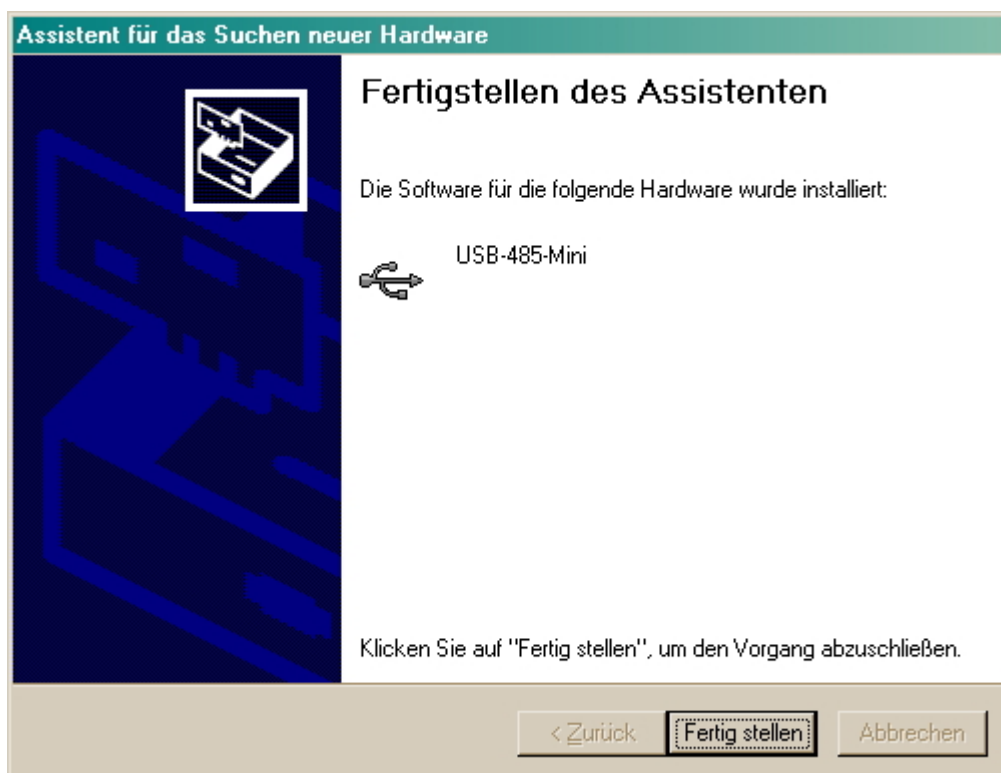 Assistent für das Suchen neuer Hardware
Fertigstellen des Assistenten
Die Software für die folgende Hardware wurde installiert:
USB-485-Mini
Klicken Sie auf "Fertig stellen", um den Vorgang abzuschließen.
< Zurück Fertig stellen Abbrechen